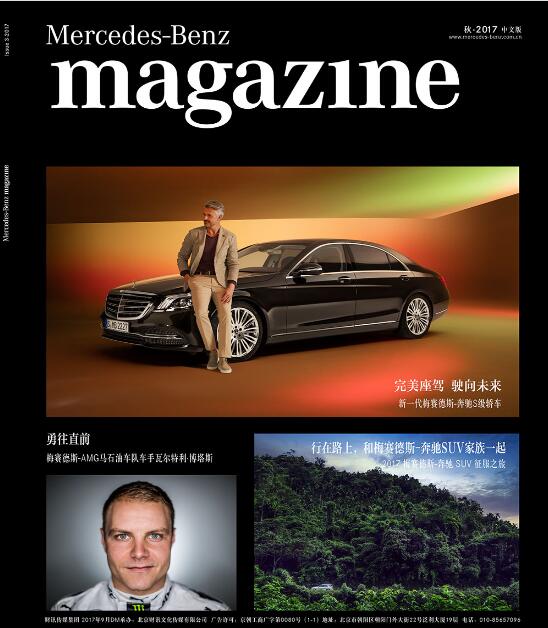 Issue 3·2017
Mercedes-Benz magazine
Mercedes-Benz
magazine
秋·2017 中文版
www.mercedes-benz.com.cn
完美座驾 驶向未来
新一代梅赛德斯-奔驰S级轿车
勇往直前
梅赛德斯-AMG马石油车队车手瓦尔特利·博塔斯
行在路上，和梅赛德斯-奔驰SUV家族一起
2017 梅赛德斯-奔驰 SUV 征服之旅
财讯传媒集团 2017年9月DM承办：北京财讯文化传媒有限公司 广告许可：京朝工商广字第0080号（1-1）地址：北京市朝阳区朝阳门外大街22号泛利大厦19层 电话：010-85657096